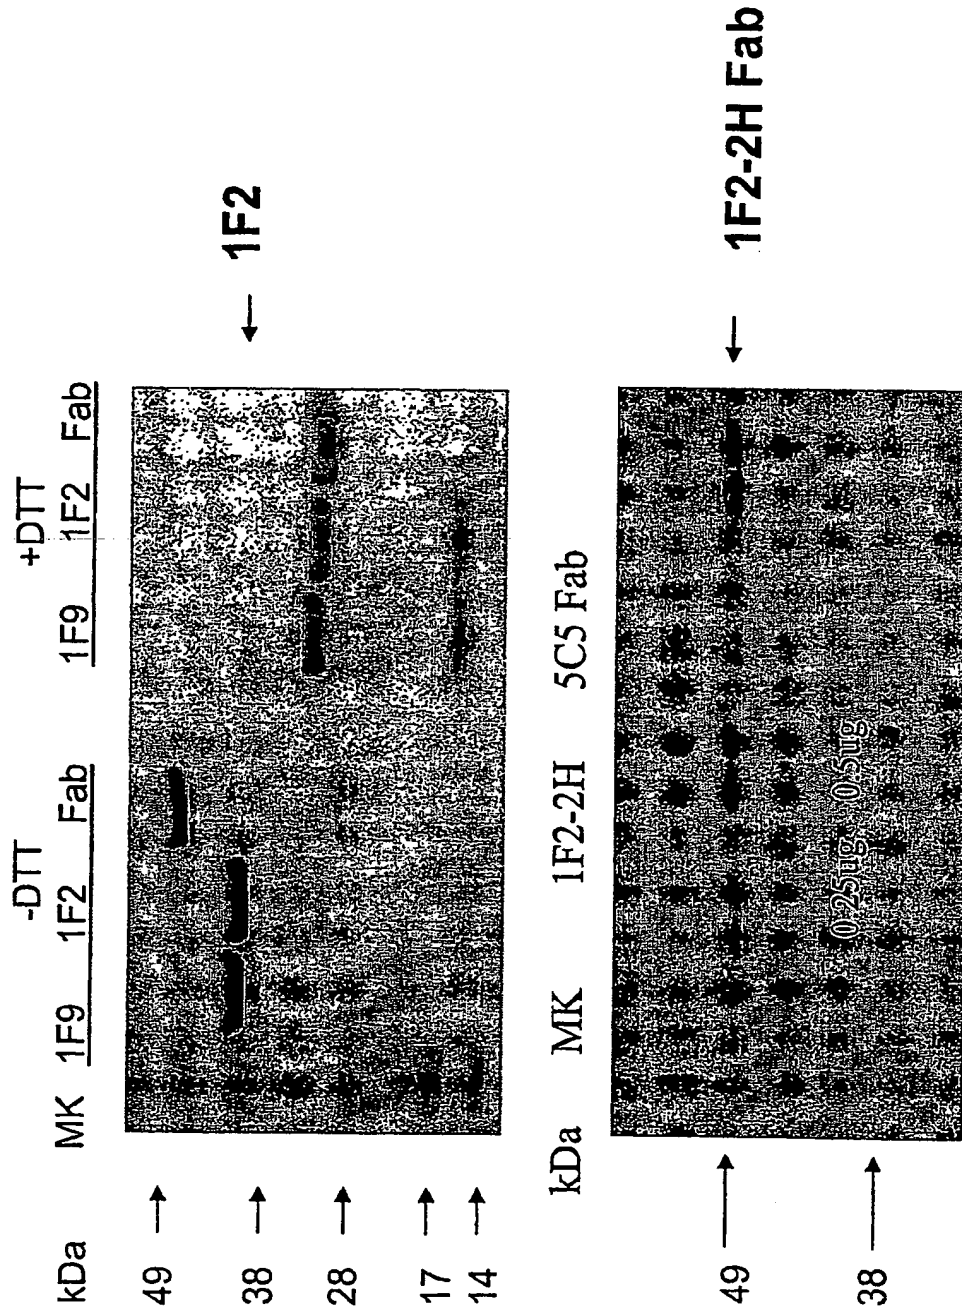 -DTT +DTT
kDa MK 1F9 1F2 Fab 1F9 1F2 Fab
49
38
28
17
14
1F2
kDa MK 1F2-2H 5C5 Fab
49
38
0.25ug 0.5ug
1F2-2H Fab